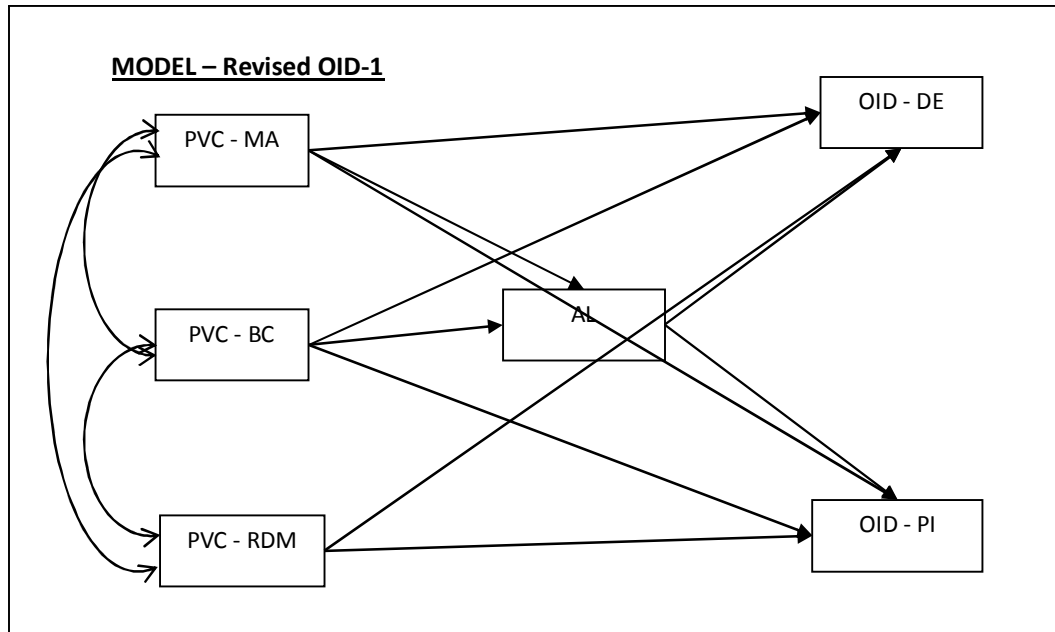 MODEL – Revised OID-1
OID - DE
PVC - MA
AL
PVC - BC
OID - PI
PVC - RDM